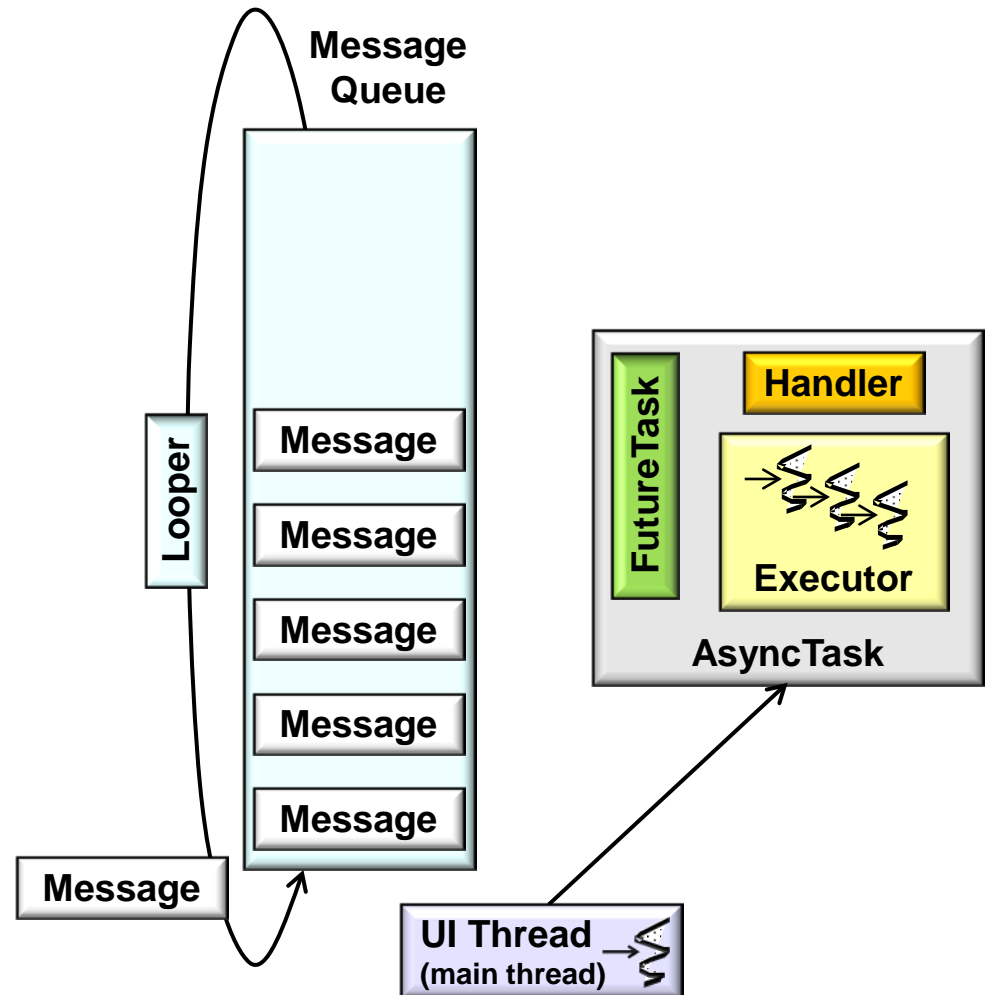 Message
Queue
Looper
Message
Message
Message
Message
Message
Message
FutureTask
Handler
Executor
AsyncTask
UI Thread
(main thread)